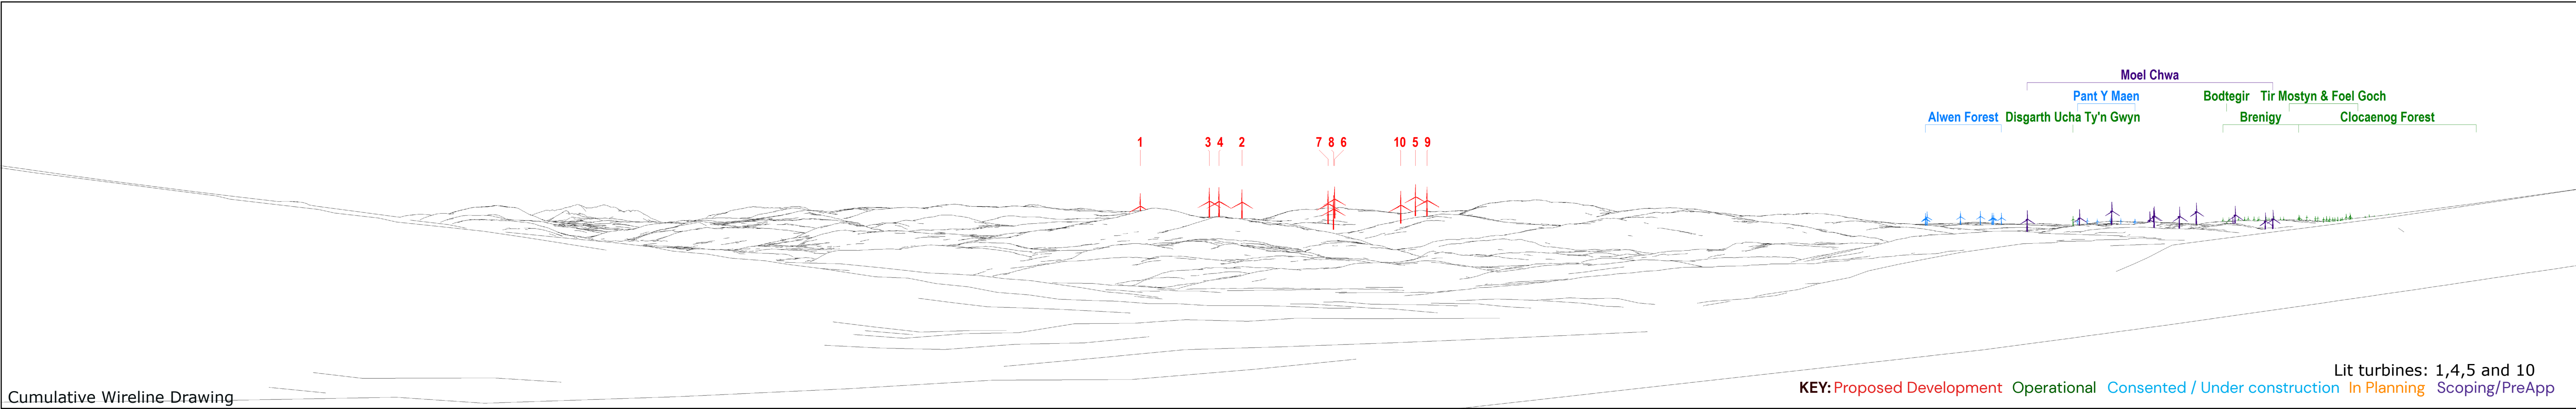 Moel Chwa
Pant Y Maen Bodtegir Tir Mostyn & Foel Goch
Alwen Forest Disgarth Ucha Ty'n Gwyn Brenigy Clocaenog Forest
1 3 4 2 7 8 6 10 5 9
Lit turbines: 1,4,5 and 10
KEY: Proposed Development Operational Consented / Under construction In Planning Scoping/PreApp
Cumulative Wireline Drawing